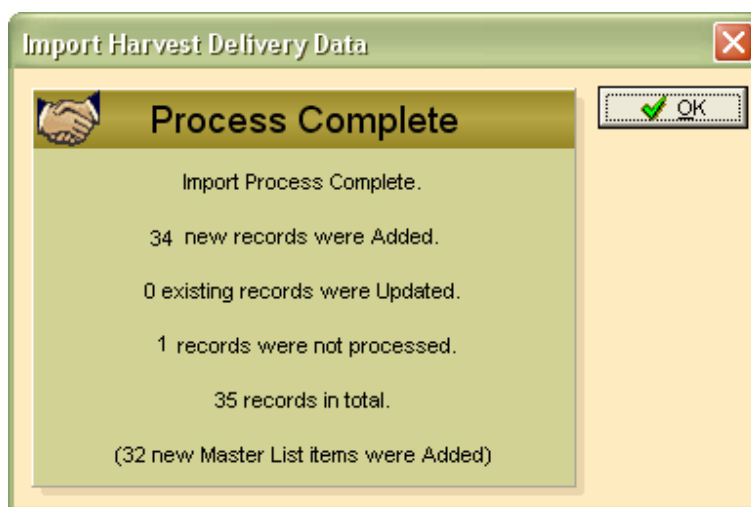 Import Harvest Delivery Data
Process Complete
OK
Import Process Complete.
34 new records were Added.
0 existing records were Updated.
1 records were not processed.
35 records in total.
(32 new Master List items were Added)